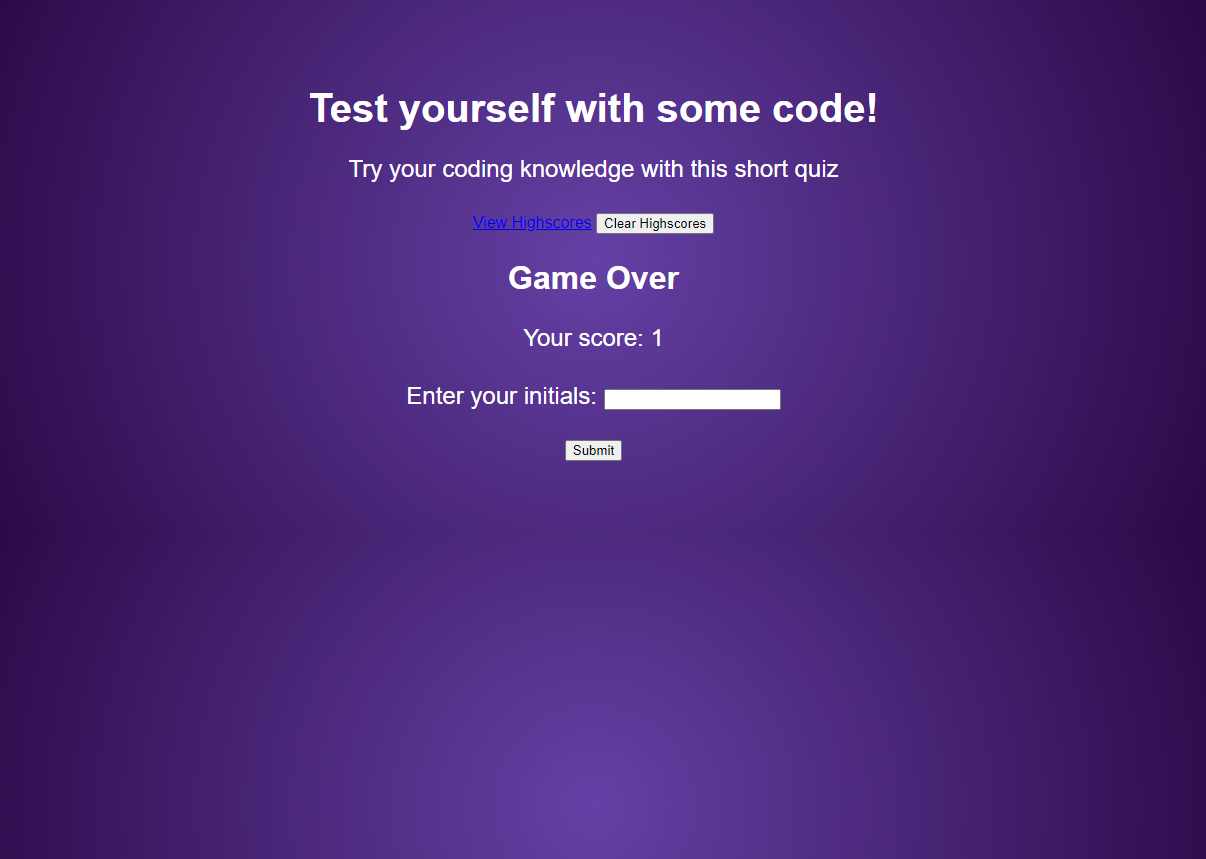 Test yourself with some code!
Try your coding knowledge with this short quiz
View Highscores Clear Highscores
Game Over
Your score: 1
Enter your initials:
Submit